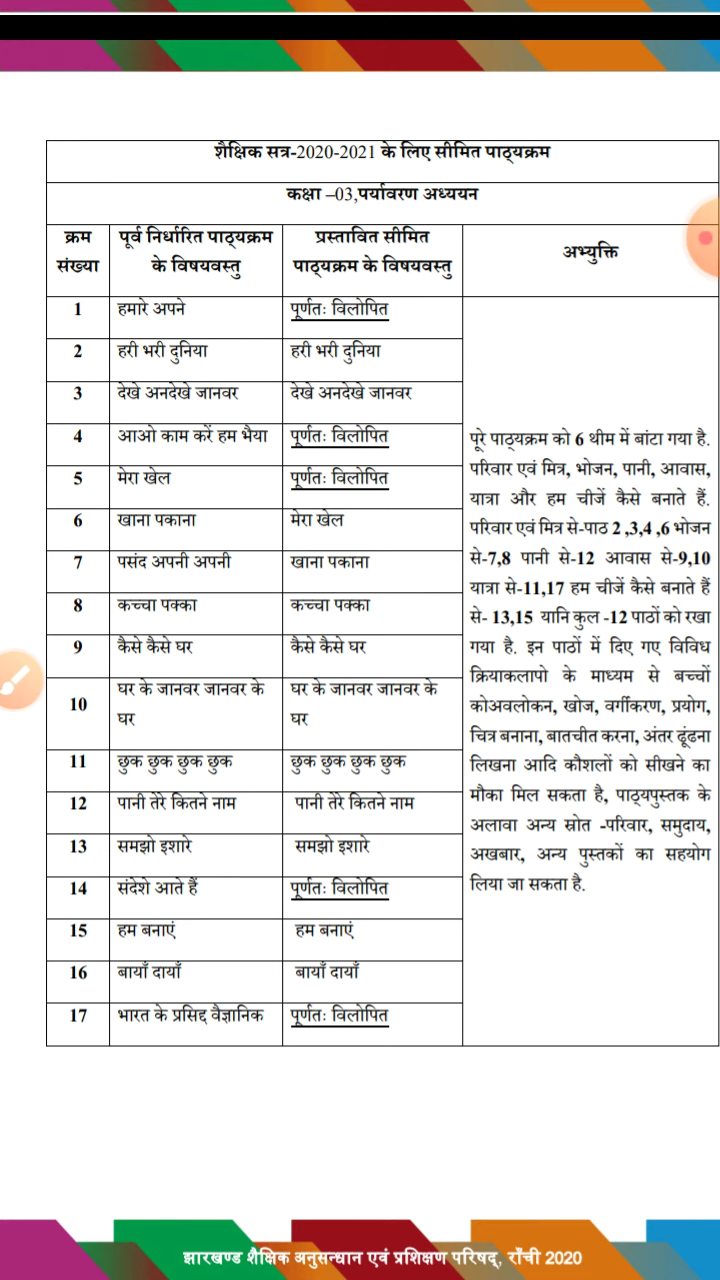 शैक्षिक सत्र-2020-2021 के लिए सीमित पाठ्यक्रम
कक्षा –03,पर्यावरण अध्ययन
क्रम संख्या
पूर्व निर्धारित पाठ्यक्रम के विषयवस्तु
प्रस्तावित सीमित पाठ्यक्रम के विषयवस्तु
अभ्युक्ति
1 हमारे अपने पूर्णतः विलोपित
2 हरी भरी दुनिया हरी भरी दुनिया
3 देखे अनदेखे जानवर देखे अनदेखे जानवर
4 आओ काम करें हम भैया पूर्णतः विलोपित
5 मेरा खेल पूर्णतः विलोपित
6 खाना पकाना मेरा खेल
7 पसंद अपनी अपनी खाना पकाना
8 कच्चा पक्का कच्चा पक्का
9 कैसे कैसे घर कैसे कैसे घर
10 घर के जानवर जानवर के घर घर के जानवर जानवर के घर
11 छुक छुक छुक छुक छुक छुक छुक छुक
12 पानी तेरे कितने नाम पानी तेरे कितने नाम
13 समझो इशारे समझो इशारे
14 संदेशे आते हैं पूर्णतः विलोपित
15 हम बनाएं हम बनाएं
16 बायाँ दायाँ बायाँ दायाँ
17 भारत के प्रसिद्द वैज्ञानिक पूर्णतः विलोपित
पूरे पाठ्यक्रम को 6 थीम में बांटा गया है.
परिवार एवं मित्र, भोजन, पानी, आवास,
यात्रा और हम चीजें कैसे बनाते हैं.
परिवार एवं मित्र से-पाठ 2 ,3,4 ,6 भोजन
से-7,8 पानी से-12 आवास से-9,10
यात्रा से-11,17 हम चीजें कैसे बनाते हैं
से- 13,15 यानि कुल -12 पाठों को रखा
गया है. इन पाठों में दिए गए विविध
क्रियाकलापो के माध्यम से बच्चों
कोअवलोकन, खोज, वर्गीकरण, प्रयोग,
चित्र बनाना, बातचीत करना, अंतर ढूंढना
लिखना आदि कौशलों को सीखने का
मौका मिल सकता है, पाठ्यपुस्तक के
अलावा अन्य स्रोत -परिवार, समुदाय,
अखबार, अन्य पुस्तकों का सहयोग
लिया जा सकता है.
झारखण्ड शैक्षिक अनुसन्धान एवं प्रशिक्षण परिषद्, राँची 2020